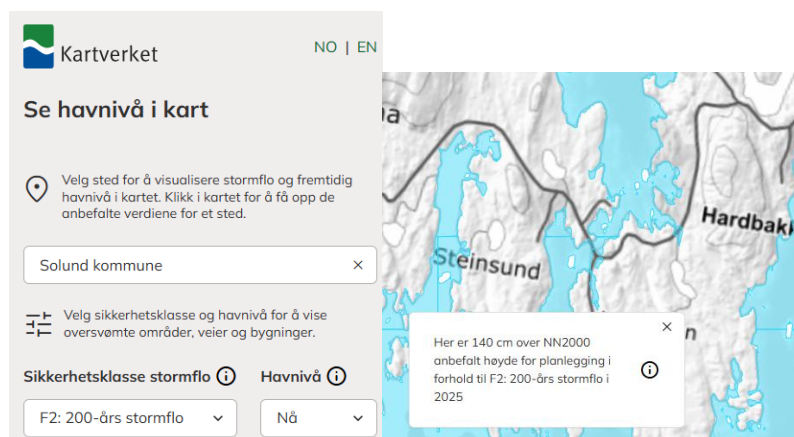 Kartverket
NO | EN
Se havnivå i kart
Velg sted for å visualisere stormflo og fremtidig
havnivå i kartet. Klikk i kartet for å få opp de
anbefalte verdiene for et sted.
Solund kommune ×
Velg sikkerhetsklasse og havnivå for å vise
oversvømte områder, veier og bygninger.
Sikkerhetsklasse stormflo
Havnivå
F2: 200-års stormflo
Nå
Steinsund
Her er 140 cm over NN2000
anbefalt høyde for planlegging i
forhold til F2: 200-års stormflo i
2025